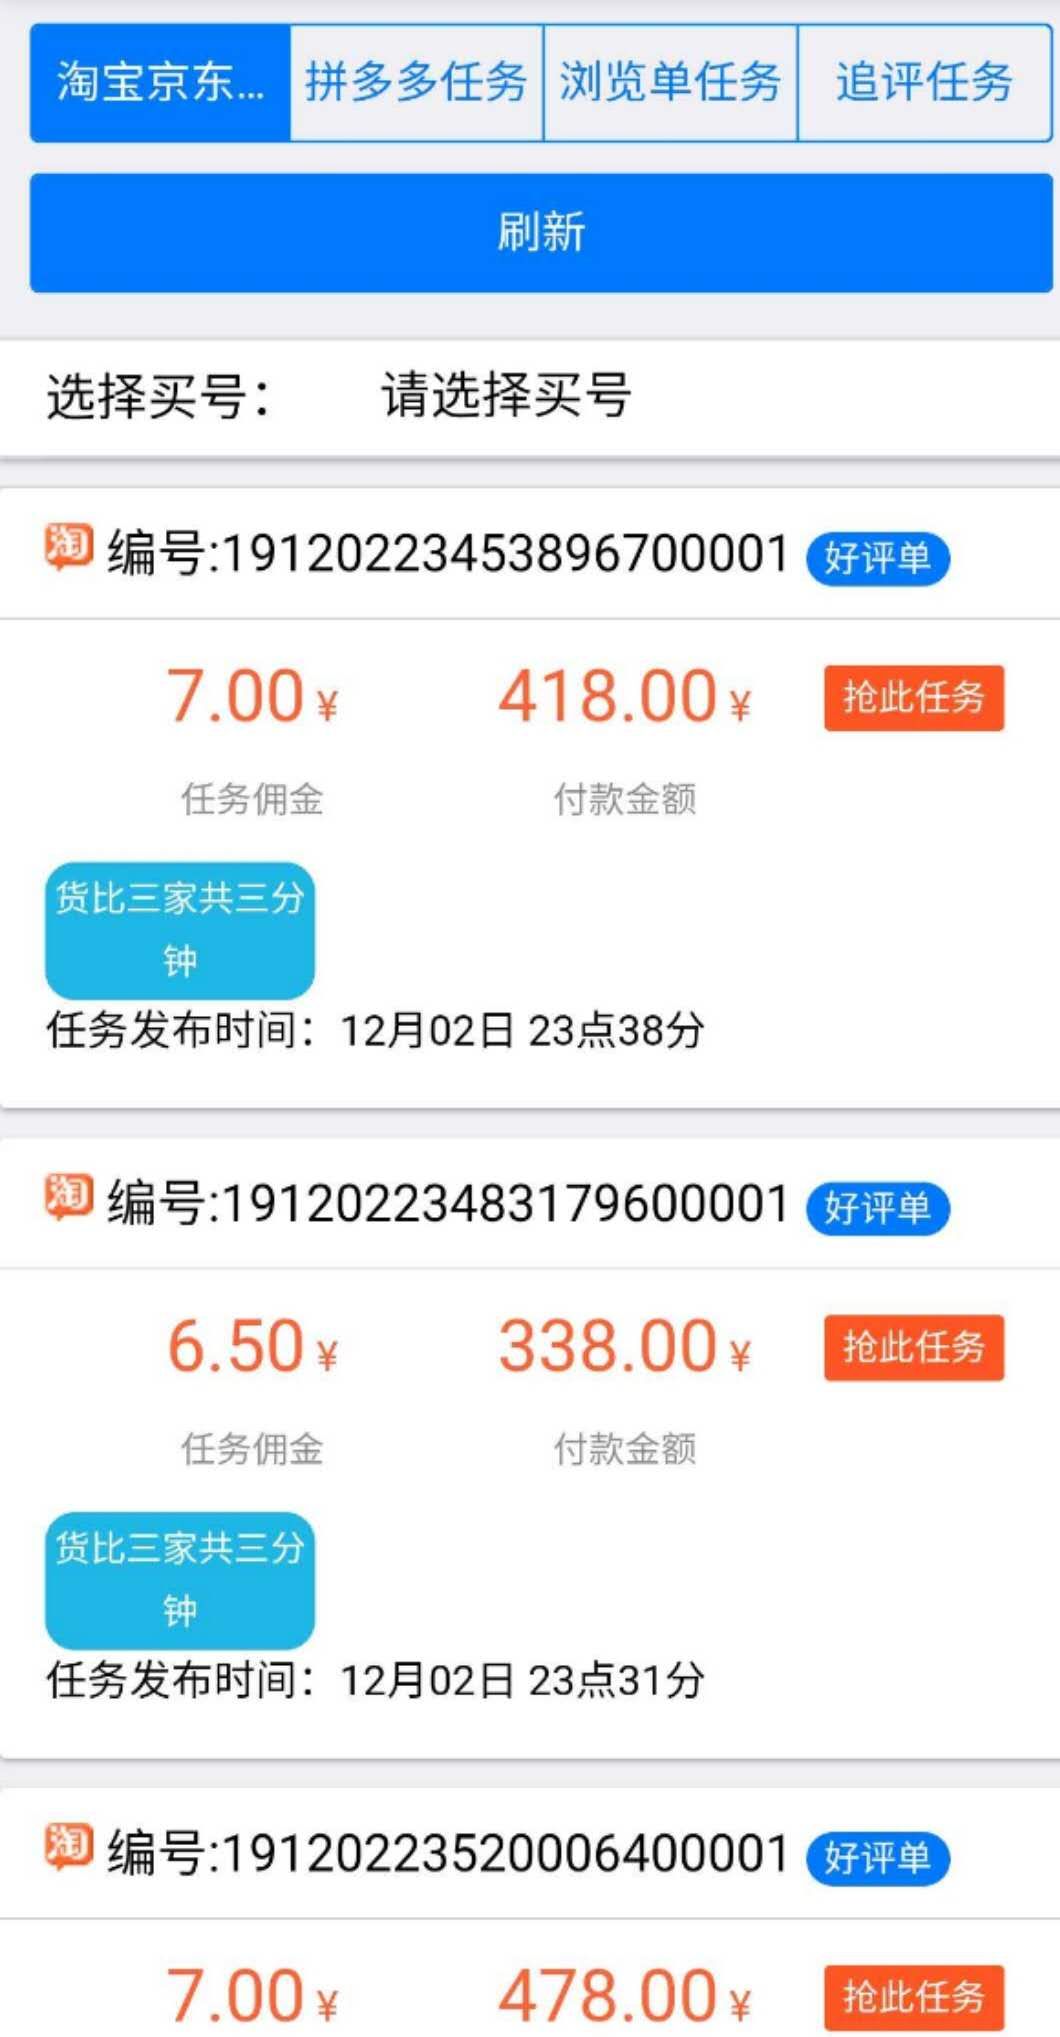 淘宝京东... 拼多多任务 浏览单任务 追评任务
刷新
选择买号： 请选择买号
淘 编号:19120223453896700001 好评单
7.00 ¥ 418.00 ¥ 抢此任务
任务佣金 付款金额
货比三家共三分
钟
任务发布时间：12月02日 23点38分
淘 编号:19120223483179600001 好评单
6.50 ¥ 338.00 ¥ 抢此任务
任务佣金 付款金额
货比三家共三分
钟
任务发布时间：12月02日 23点31分
淘 编号:19120223520006400001 好评单
7.00 ¥ 478.00 ¥ 抢此任务